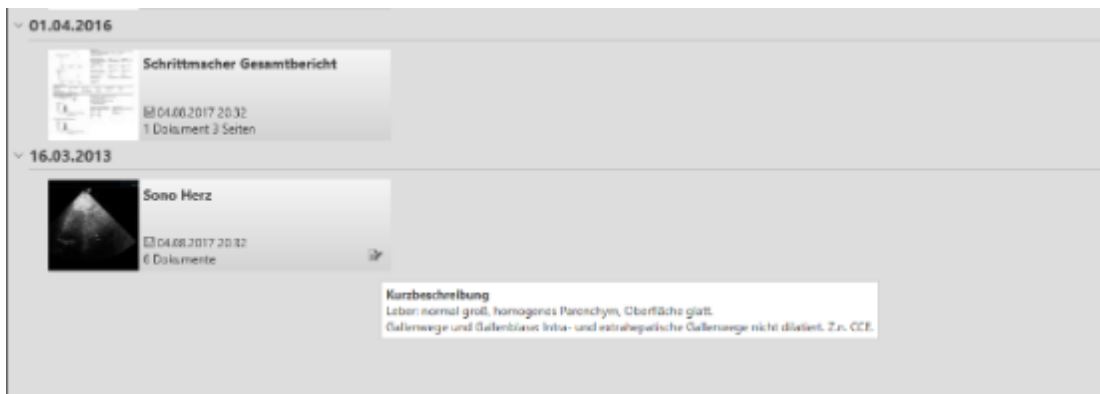 01.04.2016
Schrittmacher Gesamtbericht
04.08.2017 20:32
1 Dokument 3 Seiten
16.03.2013
Sono Herz
04.08.2017 20:32
6 Dokumente
Kurzbeschreibung
Leber: normal groß, homogenes Parenchym, Oberfläche glatt.
Gallenwege und Gallenblase: Intra- und extrahepatische Gallenwege nicht dilatiert. Z.n. CCE.